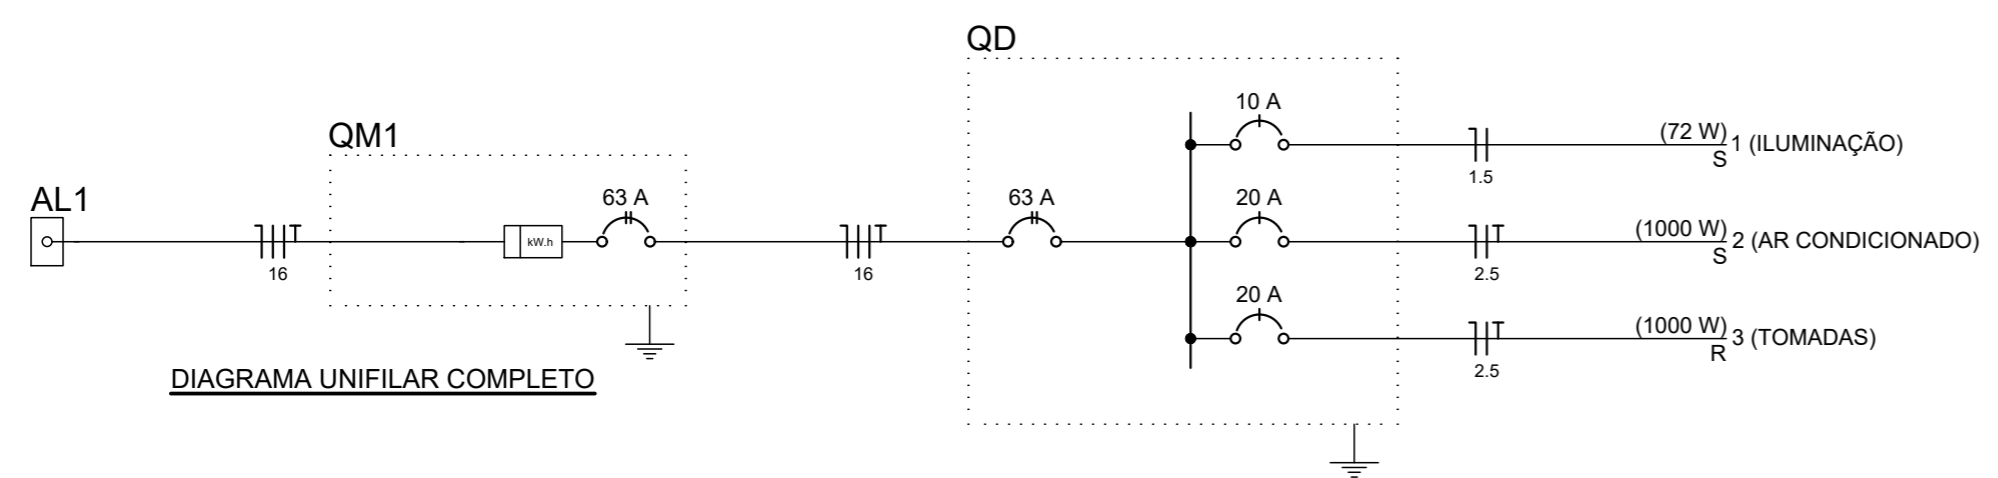 QD
10 A
(72 W)
1 (ILUMINAÇÃO)
S
1.5
QM1
AL1
63 A
63 A
20 A
(1000 W)
2 (AR CONDICIONADO)
S
kW.h
16
16
2.5
20 A
(1000 W)
3 (TOMADAS)
R
2.5
DIAGRAMA UNIFILAR COMPLETO